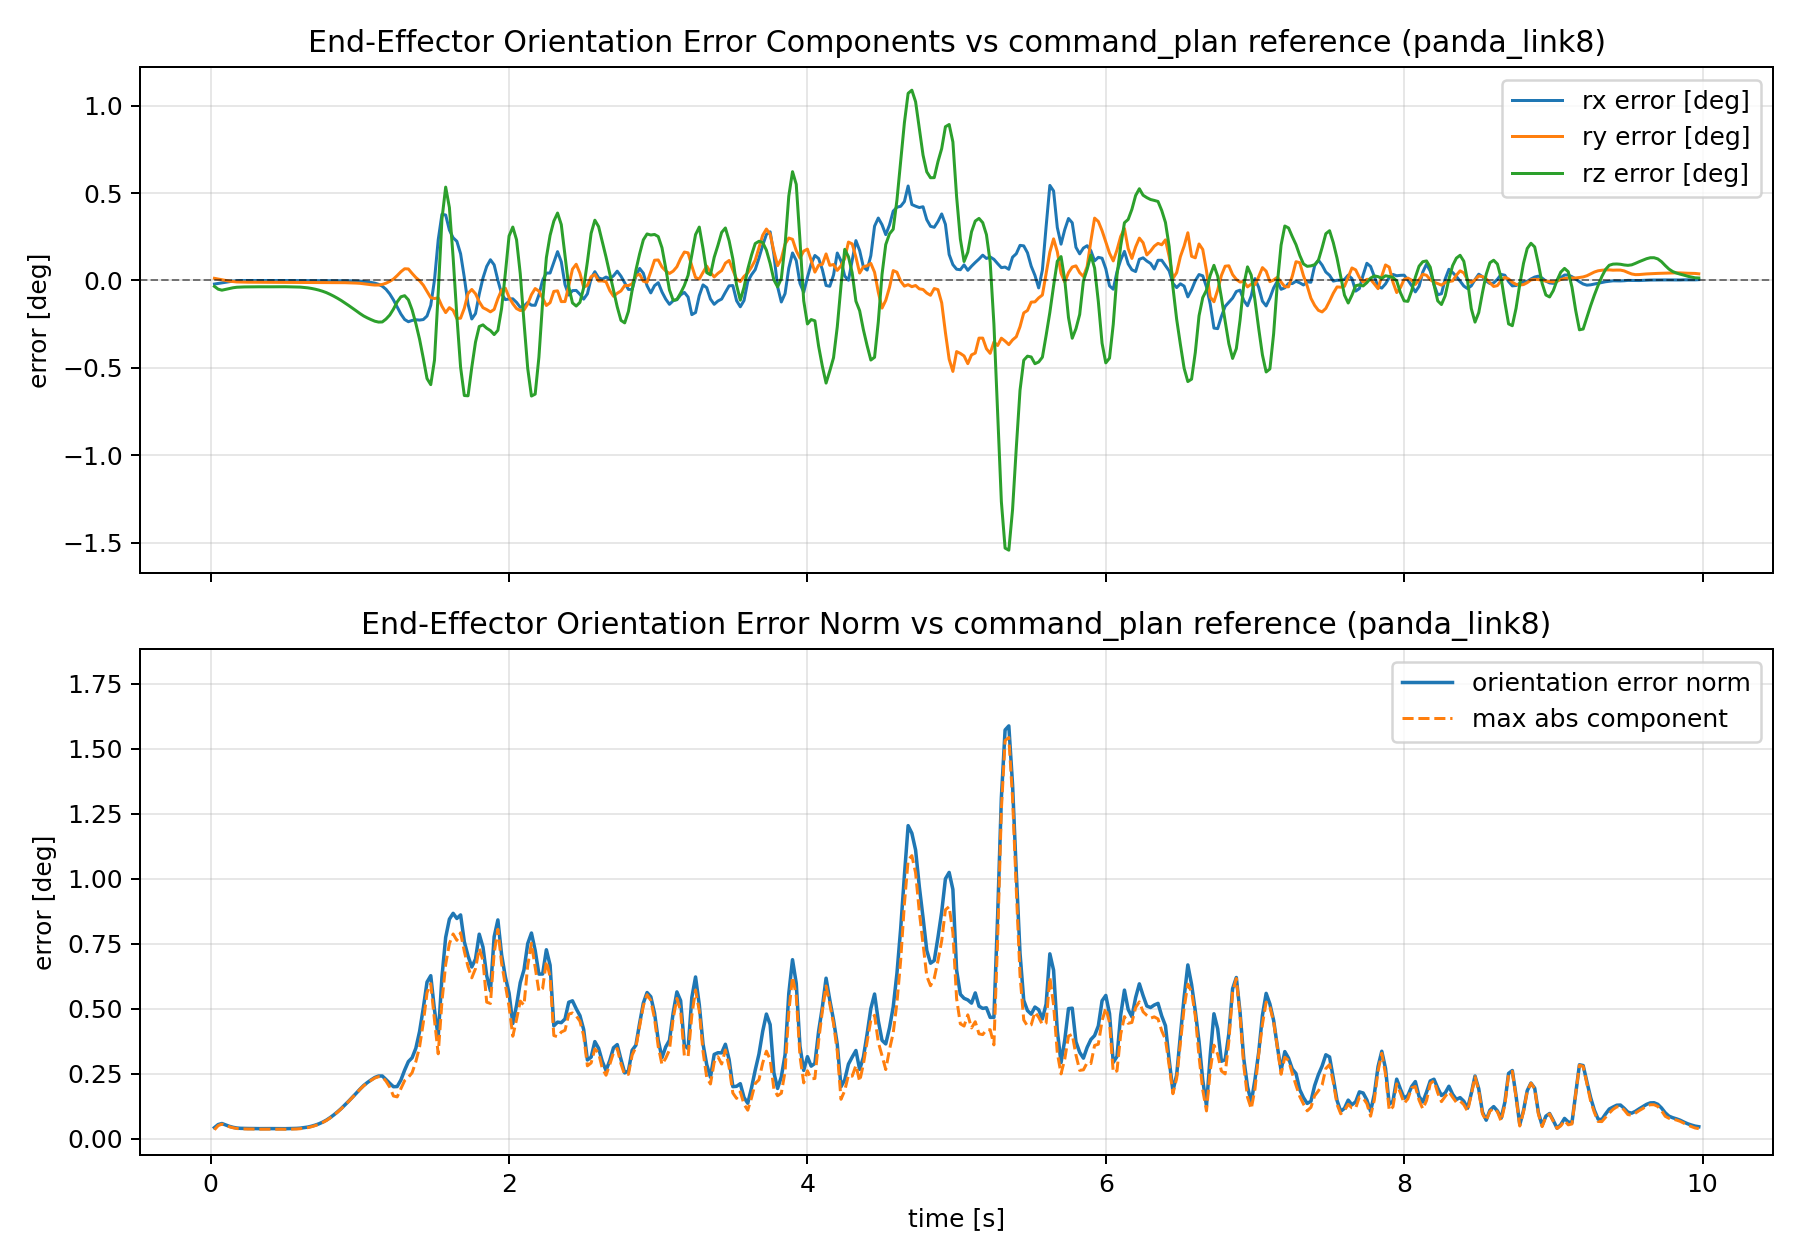 End-Effector Orientation Error Components vs command_plan reference (panda_link8)
error [deg]
1.0
0.5
0.0
−0.5
−1.0
−1.5
rx error [deg]
ry error [deg]
rz error [deg]
End-Effector Orientation Error Norm vs command_plan reference (panda_link8)
error [deg]
1.75
1.50
1.25
1.00
0.75
0.50
0.25
0.00
orientation error norm
max abs component
0 2 4 6 8 10
time [s]